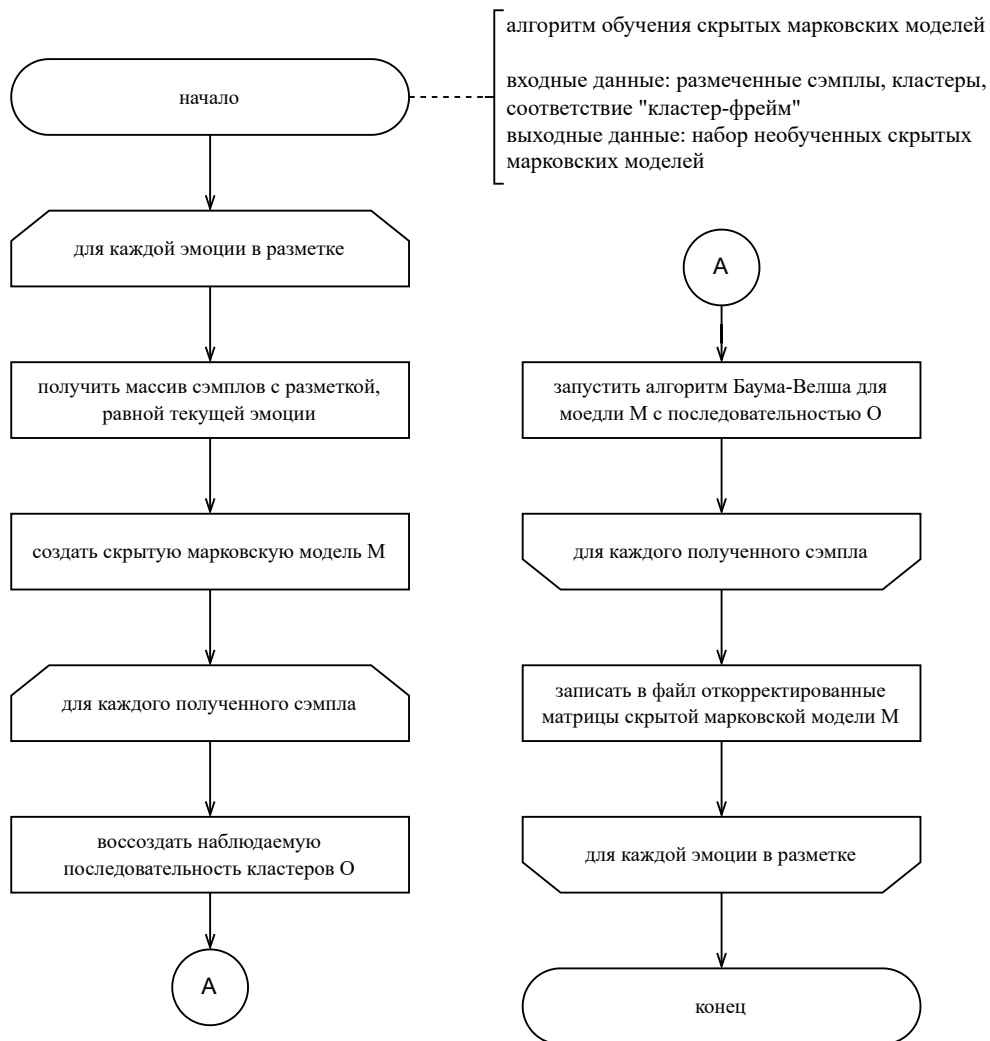 алгоритм обучения скрытых марковских моделей
входные данные: размеченные сэмплы, кластеры,
соответствие "кластер-фрейм"
выходные данные: набор необученных скрытых
марковских моделей
начало
для каждой эмоции в разметке
получить массив сэмплов с разметкой,
равной текущей эмоции
создать скрытую марковскую модель М
для каждого полученного сэмпла
воссоздать наблюдаемую
последовательность кластеров О
А
А
запустить алгоритм Баума-Велша для
моедли М с последовательностью О
для каждого полученного сэмпла
записать в файл откорректированные
матрицы скрытой марковской модели М
для каждой эмоции в разметке
конец